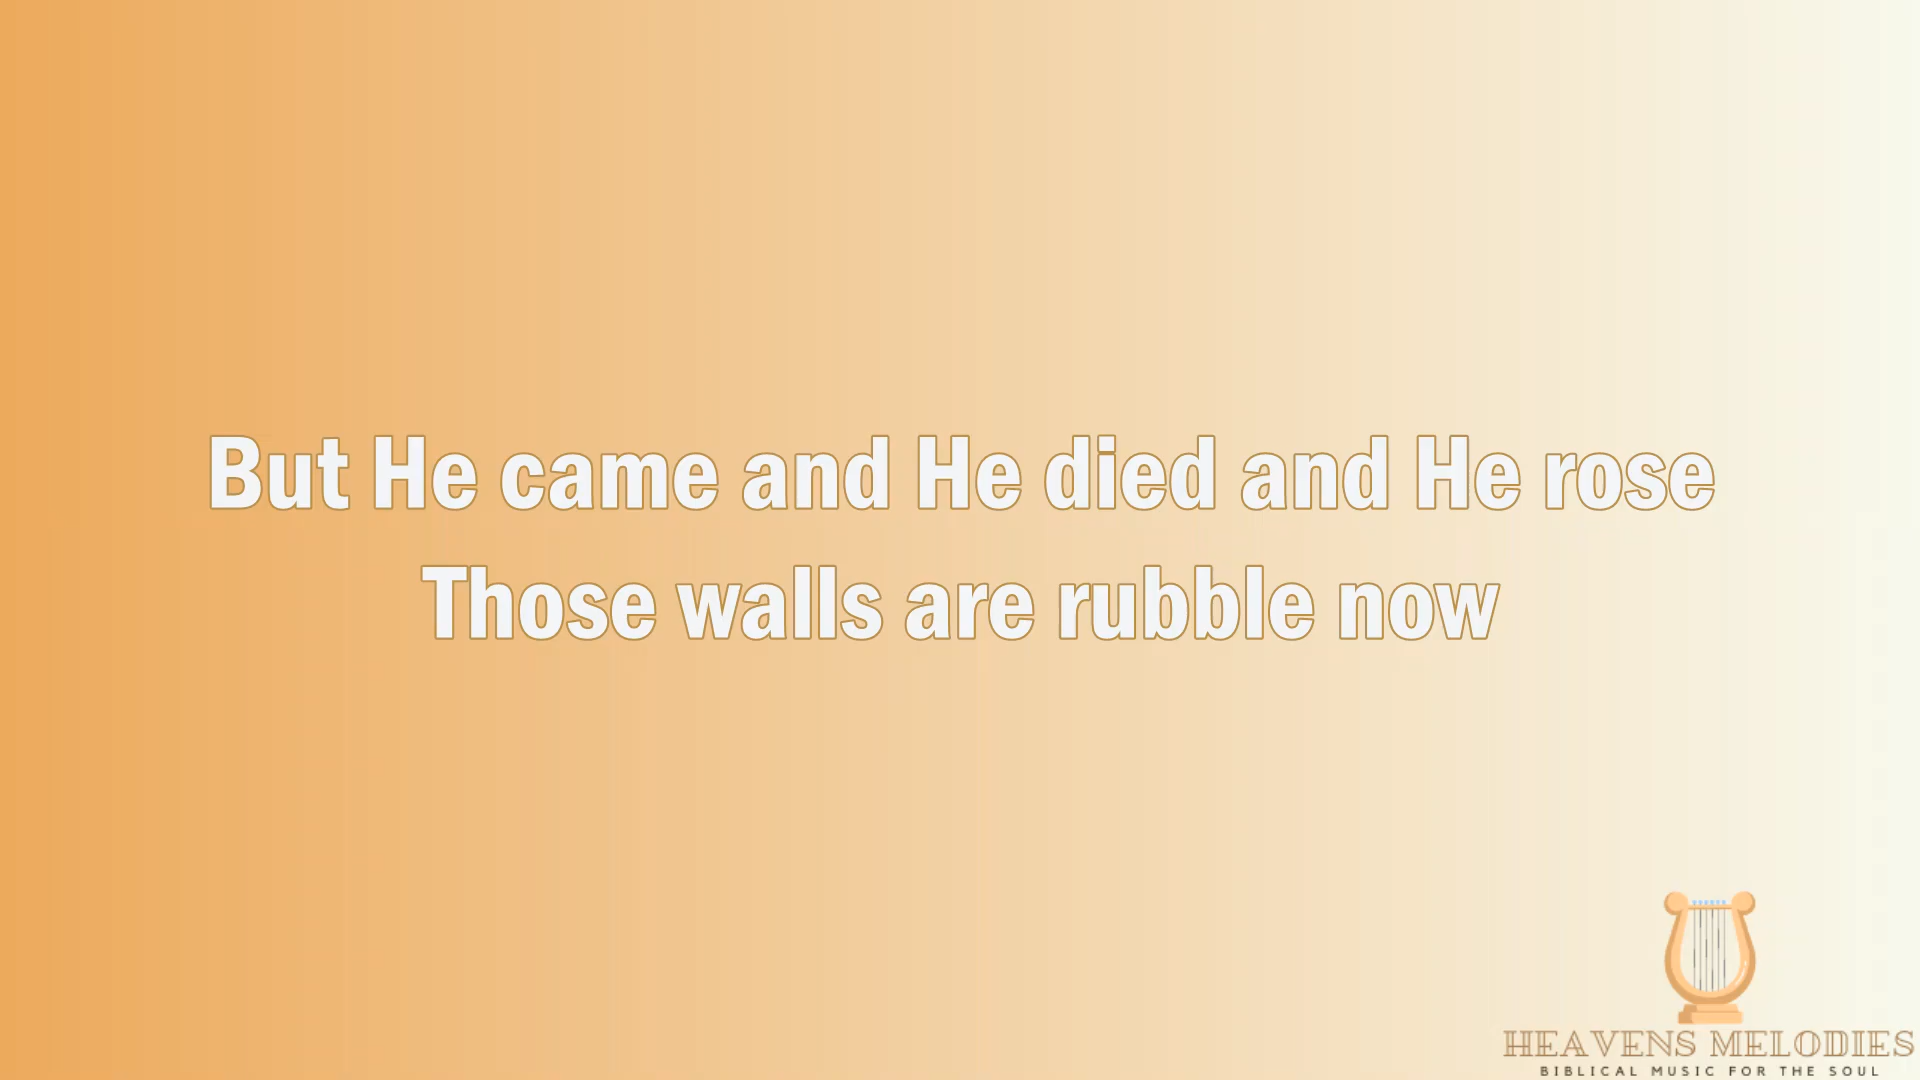 But He came and He died and He rose
Those walls are rubble now
HEAVENS MELODIES
BIBLICAL MUSIC FOR THE SOUL